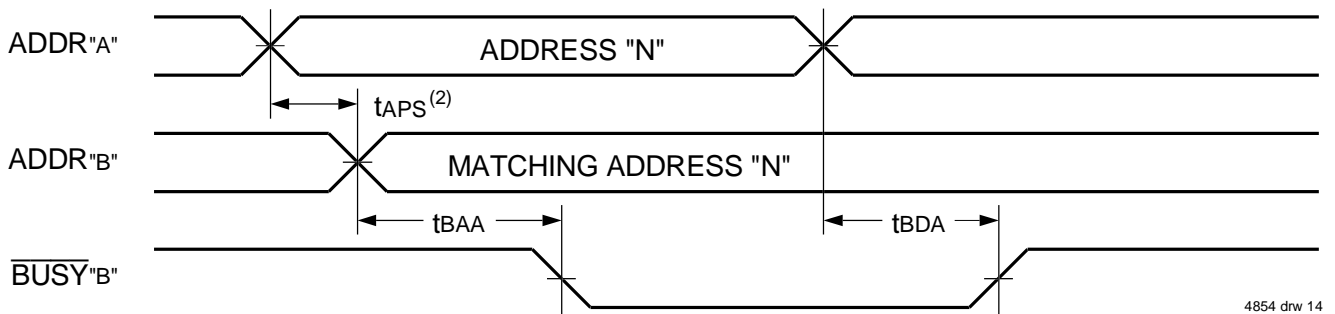 ADDR"A"
ADDRESS "N"
tAPS(2)
ADDR"B"
MATCHING ADDRESS "N"
tBAA
tBDA
BUSY"B"
4854 drw 14